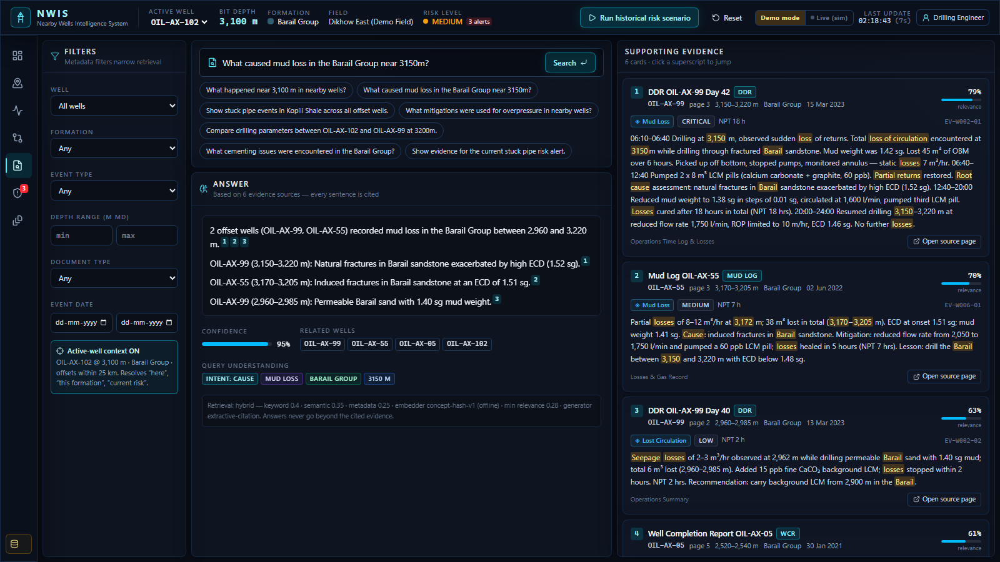 NWIS
Nearby Wells Intelligence System
ACTIVE WELL
OIL-AX-102
BIT DEPTH
3,100 m
FORMATION
Barail Group
FIELD
Dikhow East (Demo Field)
RISK LEVEL
MEDIUM 3 alerts
Run historical risk scenario
Reset
Demo mode
Live (sim)
LAST UPDATE
02:18:43 (7s)
Drilling Engineer
3
FILTERS
Metadata filters narrow retrieval
WELL
All wells
FORMATION
Any
EVENT TYPE
Any
DEPTH RANGE (M MD)
min max
DOCUMENT TYPE
Any
EVENT DATE
dd-mm-yyyy dd-mm-yyyy
Active-well context ON
OIL-AX-102 @ 3,100 m · Barail Group ·
offsets within 25 km. Resolves “here”,
“this formation”, “current risk”.
What caused mud loss in the Barail Group near 3150m?
Search
What happened near 3,100 m in nearby wells? What caused mud loss in the Barail Group near 3150m?
Show stuck pipe events in Kopili Shale across all offset wells. What mitigations were used for overpressure in nearby wells?
Compare drilling parameters between OIL-AX-102 and OIL-AX-99 at 3200m.
What cementing issues were encountered in the Barail Group? Show evidence for the current stuck pipe risk alert.
ANSWER
Based on 6 evidence sources — every sentence is cited
2 offset wells (OIL-AX-99, OIL-AX-55) recorded mud loss in the Barail Group between 2,960 and 3,220
m. 1 2 3
OIL-AX-99 (3,150–3,220 m): Natural fractures in Barail sandstone exacerbated by high ECD (1.52 sg). 1
OIL-AX-55 (3,170–3,205 m): Induced fractures in Barail sandstone at an ECD of 1.51 sg. 2
OIL-AX-99 (2,960–2,985 m): Permeable Barail sand with 1.40 sg mud weight. 3
CONFIDENCE
95%
RELATED WELLS
OIL-AX-99 OIL-AX-55 OIL-AX-05 OIL-AX-102
QUERY UNDERSTANDING
INTENT: CAUSE MUD LOSS BARAIL GROUP 3150 M
Retrieval: hybrid — keyword 0.4 · semantic 0.35 · metadata 0.25 · embedder concept-hash-v1 (offline) · min relevance 0.28 · generator
extractive-citation. Answers never go beyond the cited evidence.
SUPPORTING EVIDENCE
6 cards · click a superscript to jump
1 DDR OIL-AX-99 Day 42 DDR 79%
OIL-AX-99 page 3 3,150–3,220 m Barail Group 15 Mar 2023
relevance
Mud Loss CRITICAL NPT 18 h EV-W002-01
06:10–06:40 Drilling at 3,150 m, observed sudden loss of returns. Total loss of circulation encountered at
3150m while drilling through fractured Barail sandstone. Mud weight was 1.42 sg. Lost 45 m³ of OBM
over 6 hours. Picked up off bottom, stopped pumps, monitored annulus — static losses 7 m³/hr. 06:40–
12:40 Pumped 2 x 8 m³ LCM pills (calcium carbonate + graphite, 60 ppb). Partial returns restored. Root
cause assessment: natural fractures in Barail sandstone exacerbated by high ECD (1.52 sg). 12:40–20:00
Reduced mud weight to 1.38 sg in steps of 0.01 sg, circulated at 1,600 l/min, pumped third LCM pill.
Losses cured after 18 hours in total (NPT 18 hrs). 20:00–24:00 Resumed drilling 3,150–3,220 m at
reduced flow rate 1,750 l/min, ROP limited to 10 m/hr, ECD 1.46 sg. No further losses.
Operations Time Log & Losses
Open source page
2 Mud Log OIL-AX-55 MUD LOG 70%
OIL-AX-55 page 3 3,170–3,205 m Barail Group 02 Jun 2022
relevance
Mud Loss MEDIUM NPT 7 h EV-W006-01
Partial losses of 8–12 m³/hr at 3,172 m; 38 m³ lost in total (3,170–3,205 m). ECD at onset 1.51 sg; mud
weight 1.41 sg. Cause: induced fractures in Barail sandstone. Mitigation: reduced flow rate from 2,050 to
1,750 l/min and pumped a 60 ppb LCM pill; losses healed in 5 hours (NPT 7 hrs). Lesson: drill the Barail
between 3,150 and 3,220 m with ECD below 1.48 sg.
Losses & Gas Record
Open source page
3 DDR OIL-AX-99 Day 40 DDR 63%
OIL-AX-99 page 2 2,960–2,985 m Barail Group 13 Mar 2023
relevance
Lost Circulation LOW NPT 2 h EV-W002-02
Seepage losses of 2–3 m³/hr observed at 2,962 m while drilling permeable Barail sand with 1.40 sg mud;
total 6 m³ lost (2,960–2,985 m). Added 15 ppb fine CaCO₃ background LCM; losses stopped within 2
hours. NPT 2 hrs. Recommendation: carry background LCM from 2,900 m in the Barail.
Operations Summary
Open source page
4 Well Completion Report OIL-AX-05 WCR 61%
OIL-AX-05 page 5 2,520–2,540 m Barail Group 30 Jan 2021
relevance